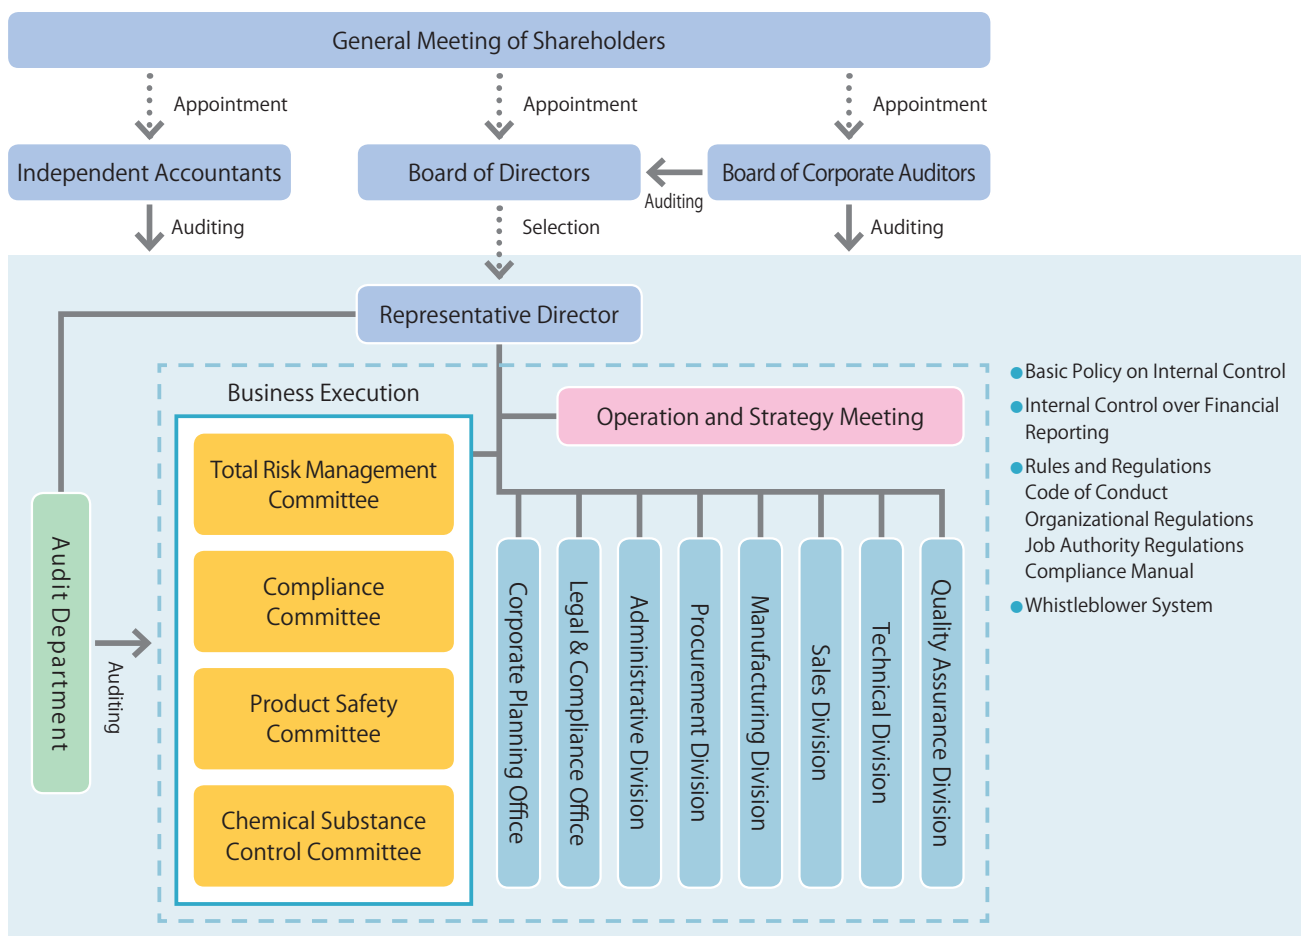 General Meeting of Shareholders
Appointment
Appointment
Appointment
Independent Accountants
Board of Directors
Board of Corporate Auditors
Auditing
Auditing
Selection
Auditing
Representative Director
Business Execution
Operation and Strategy Meeting
Total Risk Management
Committee
Compliance
Committee
Product Safety
Committee
Chemical Substance
Control Committee
Audit Department
Auditing
Corporate Planning Office
Legal & Compliance Office
Administrative Division
Procurement Division
Manufacturing Division
Sales Division
Technical Division
Quality Assurance Division
Basic Policy on Internal Control
Internal Control over Financial
Reporting
Rules and Regulations
Code of Conduct
Organizational Regulations
Job Authority Regulations
Compliance Manual
Whistleblower System